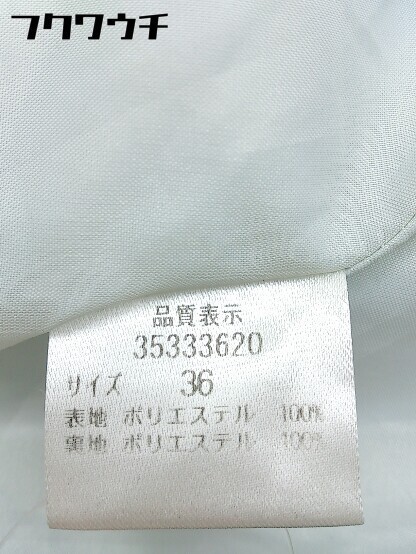 フクワウチ
品質表示
35333620
サイズ 36
表地 ポリエステル 100%
裏地 ポリエステル 100%